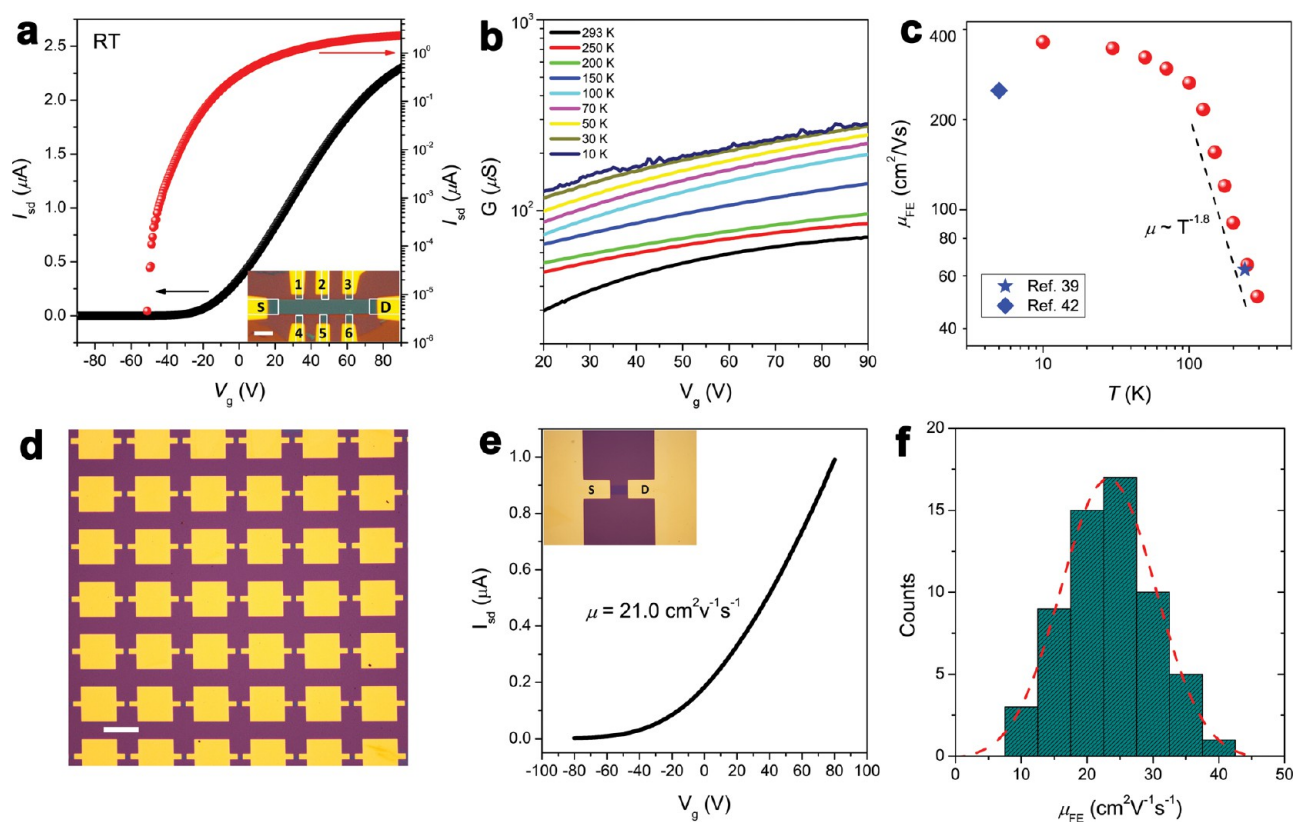 a
RT
2.5
2.0
1.5
1.0
0.5
0.0
I_sd (μA)
10^0
10^-1
10^-2
10^-3
10^-4
10^-5
10^-6
I_sd (μA)
1 2 3
S D
4 5 6
-80 -60 -40 -20 0 20 40 60 80
V_g (V)
b
10^3
10^2
G (μS)
293 K
250 K
200 K
150 K
100 K
70 K
50 K
30 K
10 K
20 30 40 50 60 70 80 90
V_g (V)
c
400
200
100
80
60
40
μ_FE (cm^2/Vs)
μ ~ T^-1.8
Ref. 39
Ref. 42
10 100
T (K)
d
e
1.0
0.8
0.6
0.4
0.2
0.0
I_sd (μA)
S D
μ = 21.0 cm^2v^-1s^-1
-100 -80 -60 -40 -20 0 20 40 60 80 100
V_g (V)
f
20
15
10
5
0
Counts
0 10 20 30 40 50
μ_FE (cm^2V^-1s^-1)